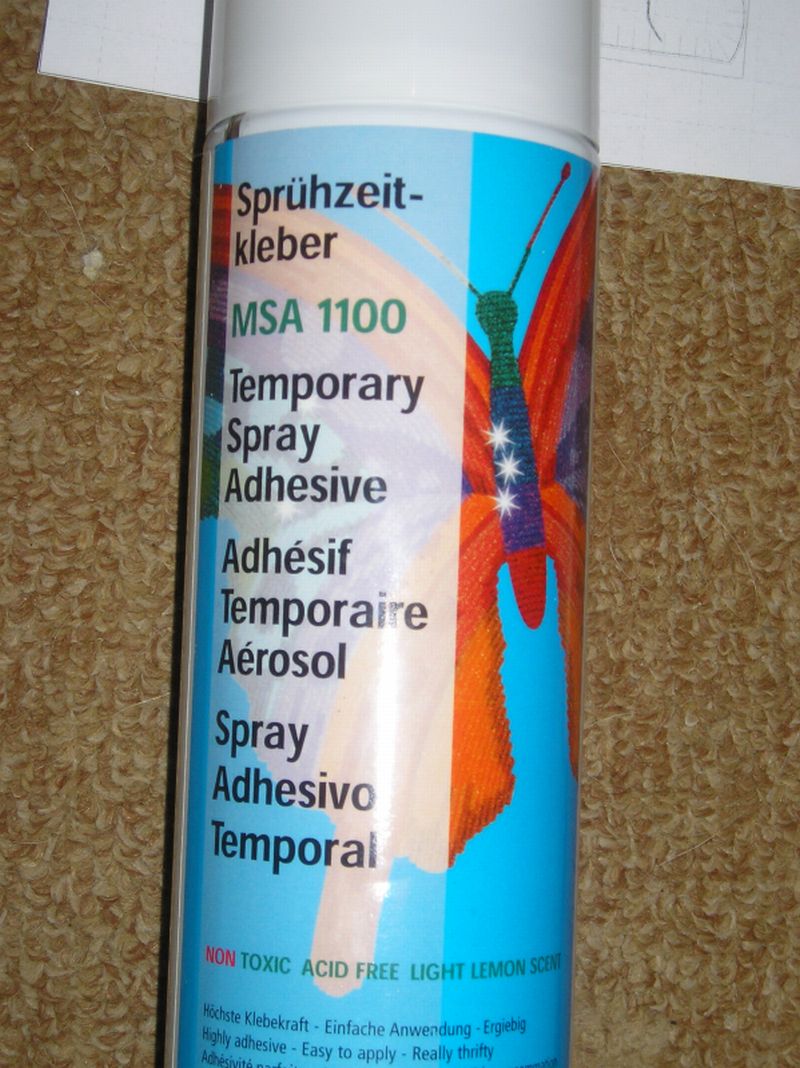 Sprühzeit-
kleber
MSA 1100
Temporary
Spray
Adhesive
Adhésif
Temporaire
Aérosol
Spray
Adhesivo
Temporal
NON TOXIC ACID FREE LIGHT LEMON SCENT
Höchste Klebekraft - Einfache Anwendung - Ergiebig
Highly adhesive - Easy to apply - Really thrifty
Adhésivité